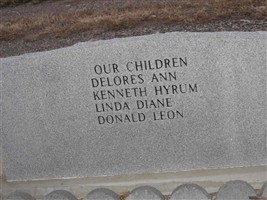 OUR CHILDREN
DELORES ANN
KENNETH HYRUM
LINDA DIANE
DONALD LEON